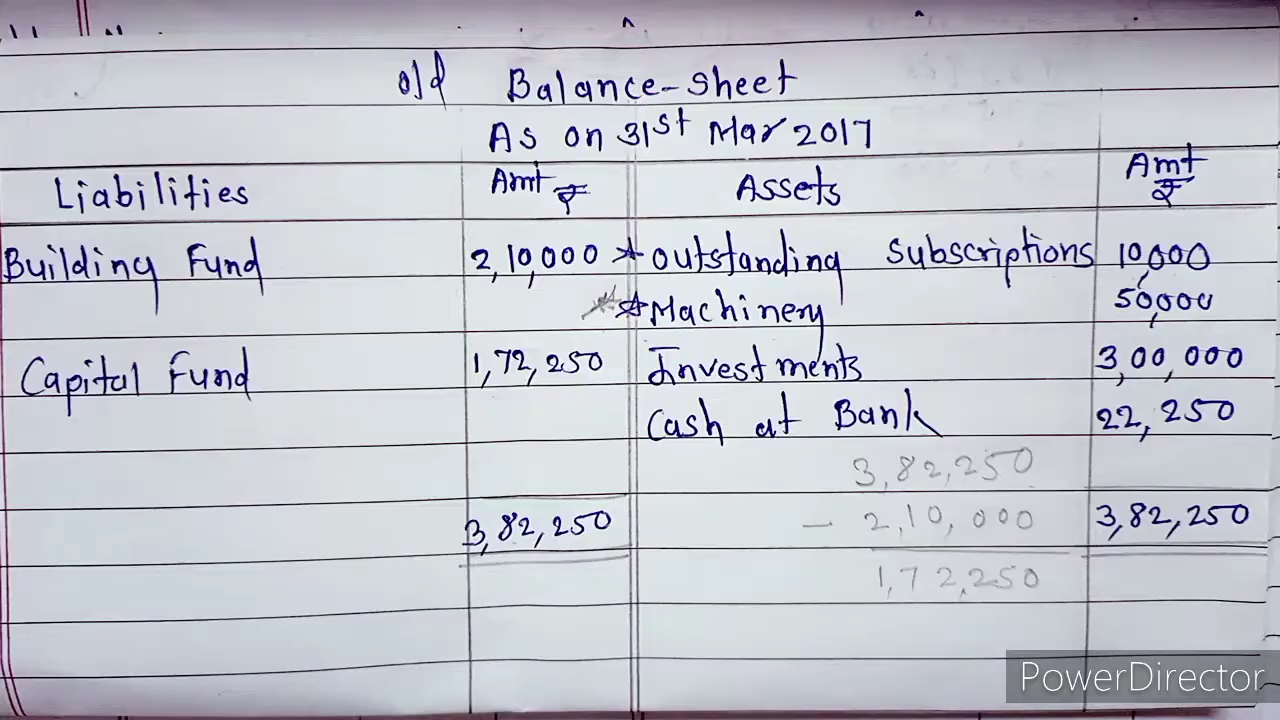 old Balance-Sheet
As on 31st Mar 2017
Liabilities Amt ₹ Assets Amt ₹
Building Fund 2,10,000 * Outstanding Subscriptions 10,000
* Machinery 50,000
Capital Fund 1,72,250 Investments 3,00,000
Cash at Bank 22,250
3,82,250
3,82,250 - 2,10,000 3,82,250
1,72,250
PowerDirector